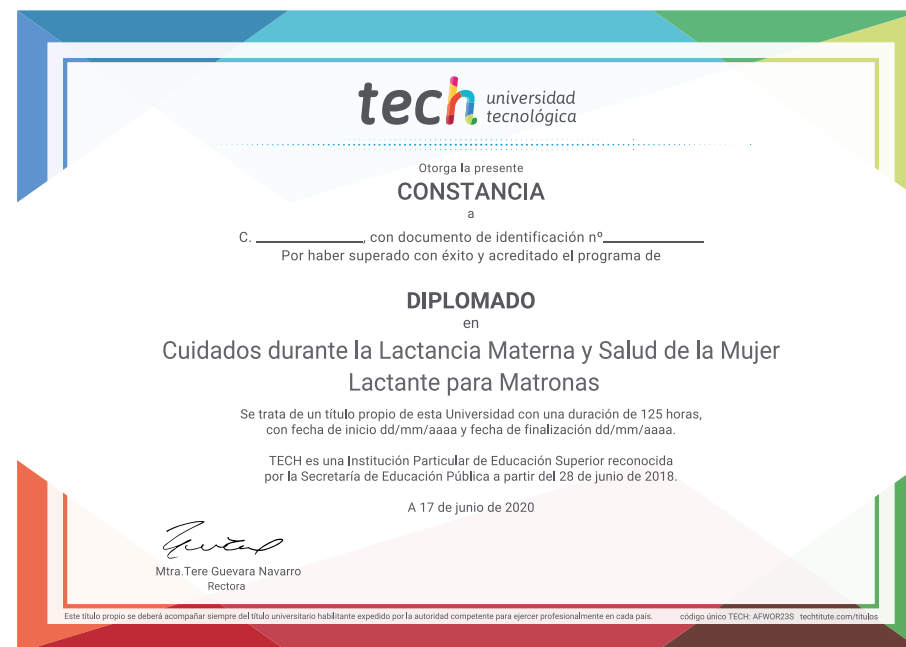 tech universidad
tecnológica
Otorga la presente
CONSTANCIA
a
C. ______________, con documento de identificación nº_____________
Por haber superado con éxito y acreditado el programa de
DIPLOMADO
en
Cuidados durante la Lactancia Materna y Salud de la Mujer
Lactante para Matronas
Se trata de un título propio de esta Universidad con una duración de 125 horas,
con fecha de inicio dd/mm/aaaa y fecha de finalización dd/mm/aaaa.
TECH es una Institución Particular de Educación Superior reconocida
por la Secretaría de Educación Pública a partir del 28 de junio de 2018.
A 17 de junio de 2020
Mtra.Tere Guevara Navarro
Rectora
Este título propio se deberá acompañar siempre del título universitario habilitante expedido por la autoridad competente para ejercer profesionalmente en cada país. código único TECH: AFWOR23S techtitute.com/titulos